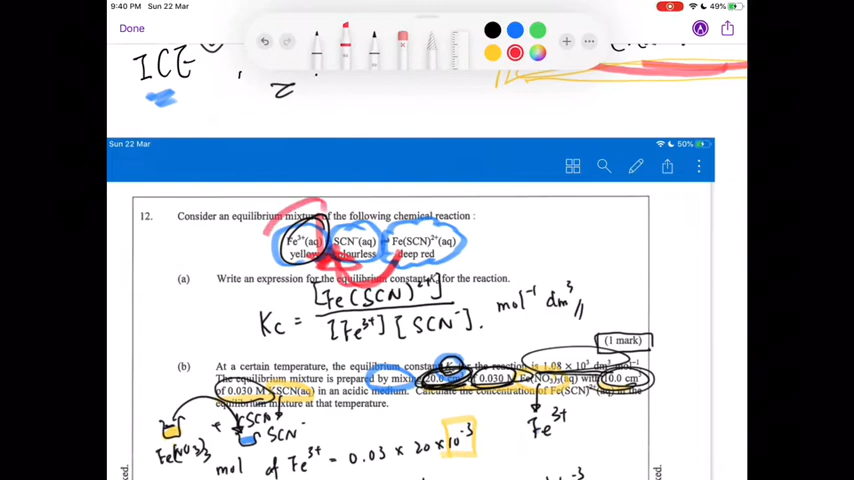 9:40 PM Sun 22 Mar
49%
Done
ICE
2
Sun 22 Mar
50%
12. Consider an equilibrium mixture of the following chemical reaction :
Fe³⁺(aq) SCN⁻(aq) Fe(SCN)²⁺(aq)
yellow colourless deep red
(a) Write an expression for the equilibrium constant for the reaction.
Kc = [Fe(SCN)²⁺] / [Fe³⁺][SCN⁻]. mol⁻¹ dm³ //
(1 mark)
(b) At a certain temperature, the equilibrium constant K for the reaction is 1.08 × 10³ dm³ mol⁻¹
The equilibrium mixture is prepared by mixing 20.0 of 0.030 M Fe(NO₃)₃(aq) with 10.0 cm³
of 0.030 M KSCN(aq) in an acidic medium. Calculate the concentration of Fe(SCN)²⁺(aq) in the
equilibrium mixture at that temperature.
+ KSCN
SCN⁻
Fe³⁺
Fe(NO₃)₃
mol of Fe³⁺ = 0.03 × 20 × 10⁻³